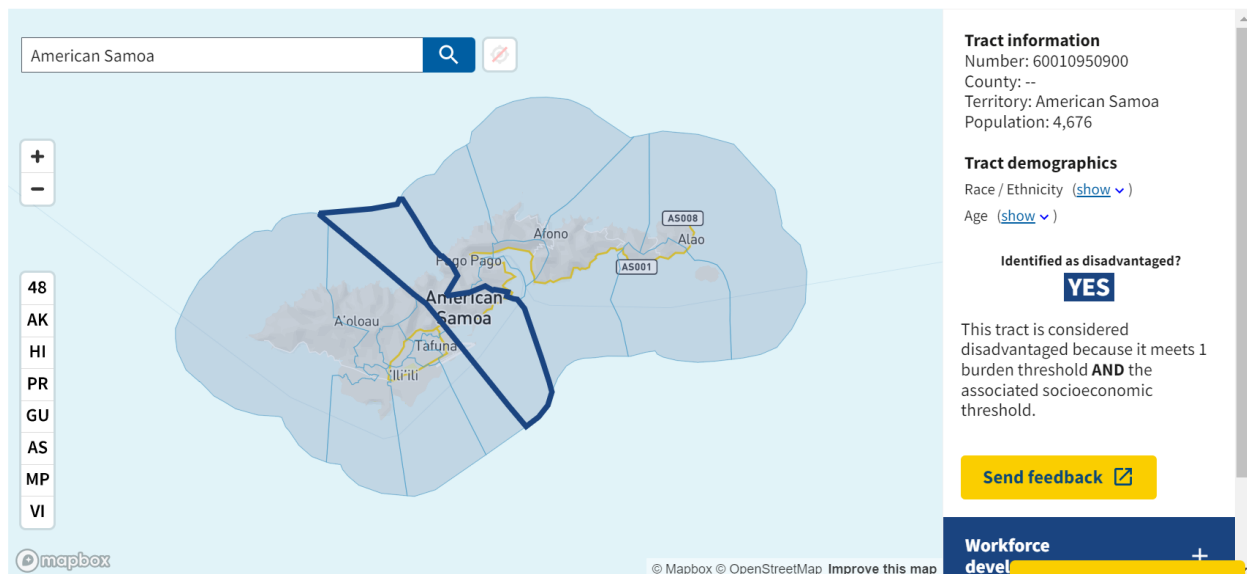 American Samoa
48
AK
HI
PR
GU
AS
MP
VI
Afono
AS008
Alao
AS001
Pago Pago
American
Samoa
A'oloau
Tafuna
'Ili'ili
mapbox
© Mapbox © OpenStreetMap Improve this map
Tract information
Number: 60010950900
County: --
Territory: American Samoa
Population: 4,676
Tract demographics
Race / Ethnicity (show)
Age (show)
Identified as disadvantaged?
YES
This tract is considered
disadvantaged because it meets 1
burden threshold AND the
associated socioeconomic
threshold.
Send feedback
Workforce